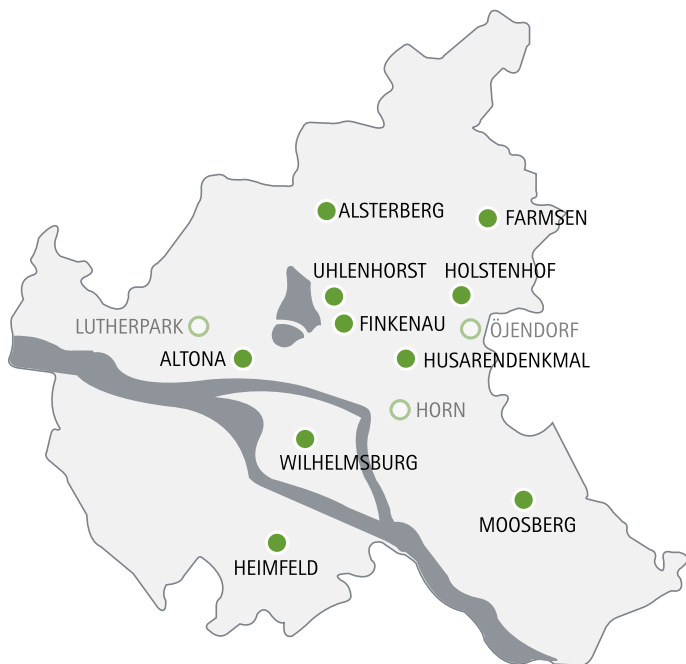 ALSTERBERG
FARMSEN
UHLENHORST
HOLSTENHOF
LUTHERPARK
FINKENAU
ÖJENDORF
ALTONA
HUSARENDENKMAL
HORN
WILHELMSBURG
MOOSBERG
HEIMFELD